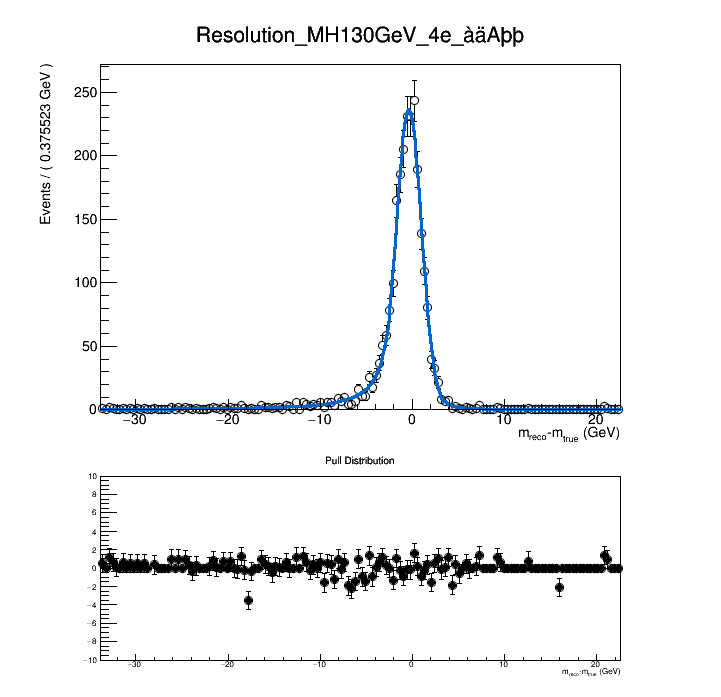 Resolution_MH130GeV_4e_àäAþþ
Events / ( 0.375523 GeV )
250
200
150
100
50
0
−30 −20 −10 0 10 20
m_reco-m_true (GeV)
Pull Distribution
10
8
6
4
2
0
−2
−4
−6
−8
−10
−30 −20 −10 0 10 20
m_reco-m_true (GeV)